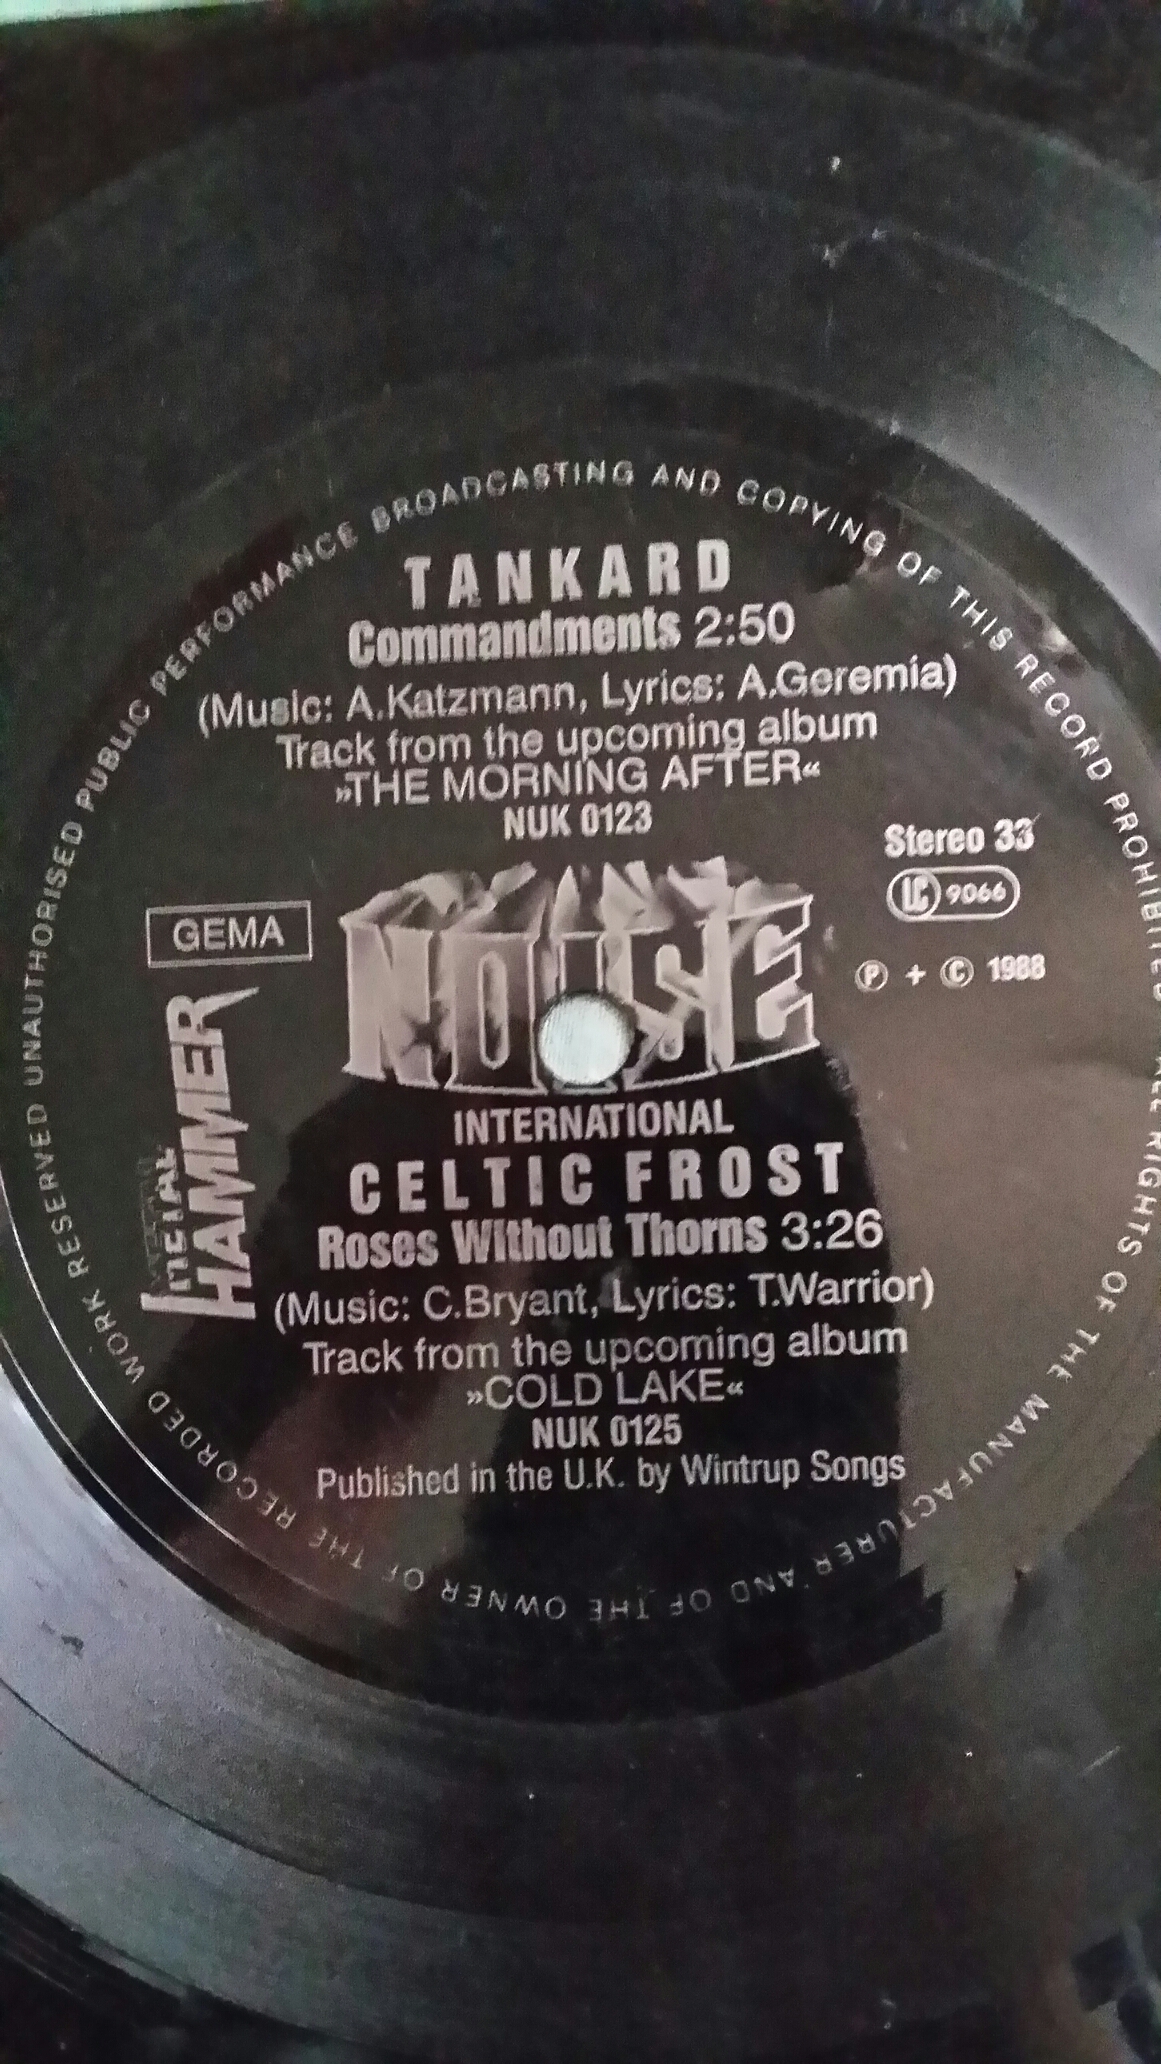 TANKARD
Commandments 2:50
(Music: A.Katzmann, Lyrics: A.Geremia)
Track from the upcoming album
»THE MORNING AFTER«
NUK 0123
Stereo 33
LC 9066
GEMA
NOISE
P + C 1988
METAL
HAMMER
INTERNATIONAL
CELTIC FROST
Roses Without Thorns 3:26
(Music: C.Bryant, Lyrics: T.Warrior)
Track from the upcoming album
»COLD LAKE«
NUK 0125
Published in the U.K. by Wintrup Songs
ALL RIGHTS OF THE MANUFACTURER AND OF THE OWNER OF THE RECORDED WORK RESERVED UNAUTHORISED PUBLIC PERFORMANCE BROADCASTING AND COPYING OF THIS RECORD PROHIBITED